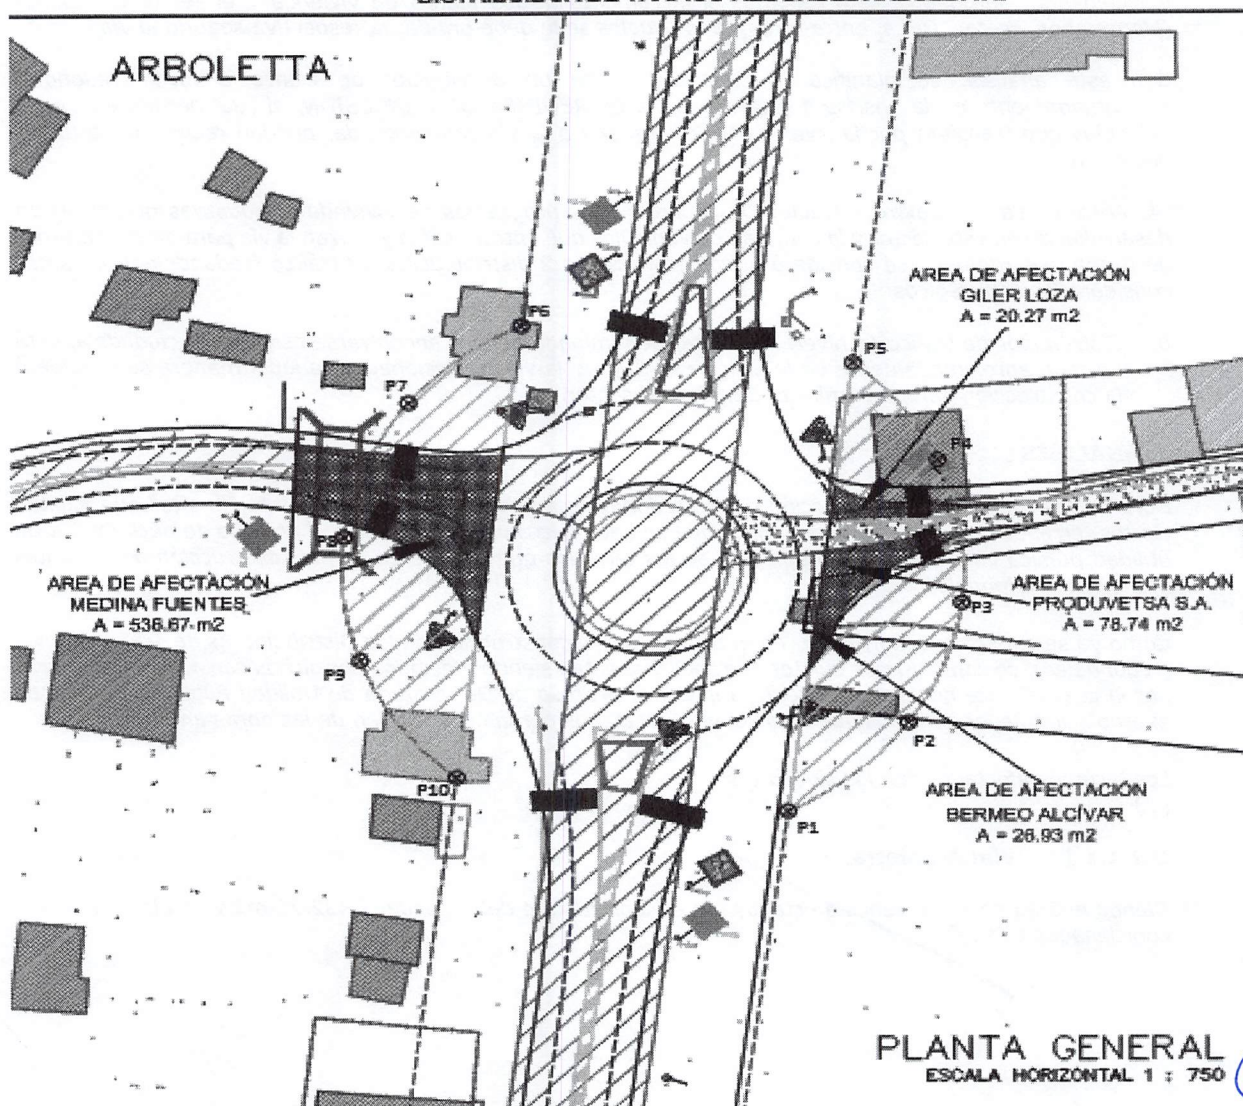 ARBOLETTA
AREA DE AFECTACIÓN
GILER LOZA
A = 20.27 m2
P6
P5
P7
P4
P8
AREA DE AFECTACIÓN
MEDINA FUENTES
A = 536.67 m2
AREA DE AFECTACIÓN
PRODUVETSA S.A.
A = 78.74 m2
P3
P9
P2
P10
P1
AREA DE AFECTACIÓN
BERMEO ALCÍVAR
A = 26.93 m2
PLANTA GENERAL
ESCALA HORIZONTAL 1 : 750